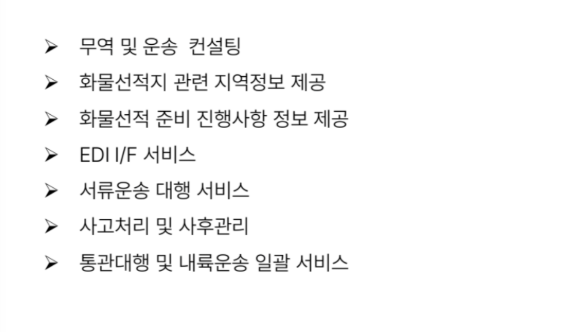 ➢ 무역 및 운송 컨설팅
➢ 화물선적지 관련 지역정보 제공
➢ 화물선적 준비 진행사항 정보 제공
➢ EDI I/F 서비스
➢ 서류운송 대행 서비스
➢ 사고처리 및 사후관리
➢ 통관대행 및 내륙운송 일괄 서비스